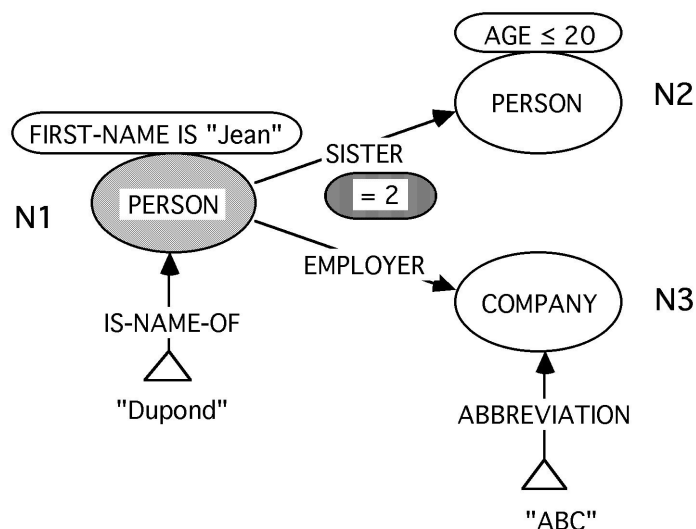 AGE ≤ 20
PERSON
N2
FIRST-NAME IS "Jean"
SISTER
= 2
PERSON
N1
EMPLOYER
COMPANY
N3
IS-NAME-OF
"Dupond"
ABBREVIATION
"ABC"